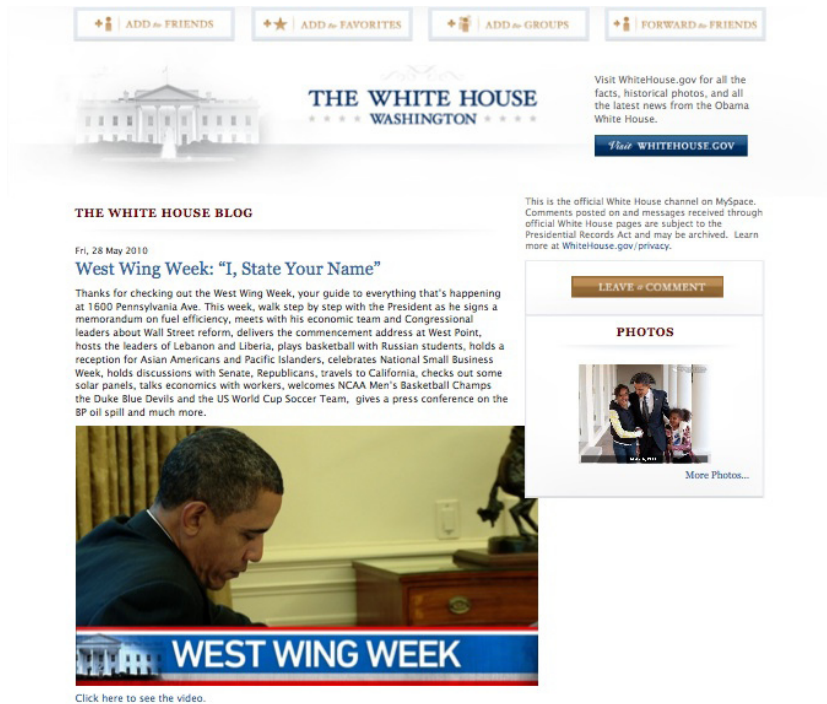 ADD to FRIENDS
ADD to FAVORITES
ADD to GROUPS
FORWARD to FRIENDS
THE WHITE HOUSE
WASHINGTON
Visit WhiteHouse.gov for all the
facts, historical photos, and all
the latest news from the Obama
White House.
Visit WHITEHOUSE.GOV
THE WHITE HOUSE BLOG
Fri, 28 May 2010
West Wing Week: “I, State Your Name”
Thanks for checking out the West Wing Week, your guide to everything that's happening
at 1600 Pennsylvania Ave. This week, walk step by step with the President as he signs a
memorandum on fuel efficiency, meets with his economic team and Congressional
leaders about Wall Street reform, delivers the commencement address at West Point,
hosts the leaders of Lebanon and Liberia, plays basketball with Russian students, holds a
reception for Asian Americans and Pacific Islanders, celebrates National Small Business
Week, holds discussions with Senate, Republicans, travels to California, checks out some
solar panels, talks economics with workers, welcomes NCAA Men's Basketball Champs
the Duke Blue Devils and the US World Cup Soccer Team,  gives a press conference on the
BP oil spill and much more.
WEST WING WEEK
Click here to see the video.
This is the official White House channel on MySpace.
Comments posted on and messages received through
official White House pages are subject to the
Presidential Records Act and may be archived.  Learn
more at WhiteHouse.gov/privacy.
LEAVE a COMMENT
PHOTOS
More Photos...